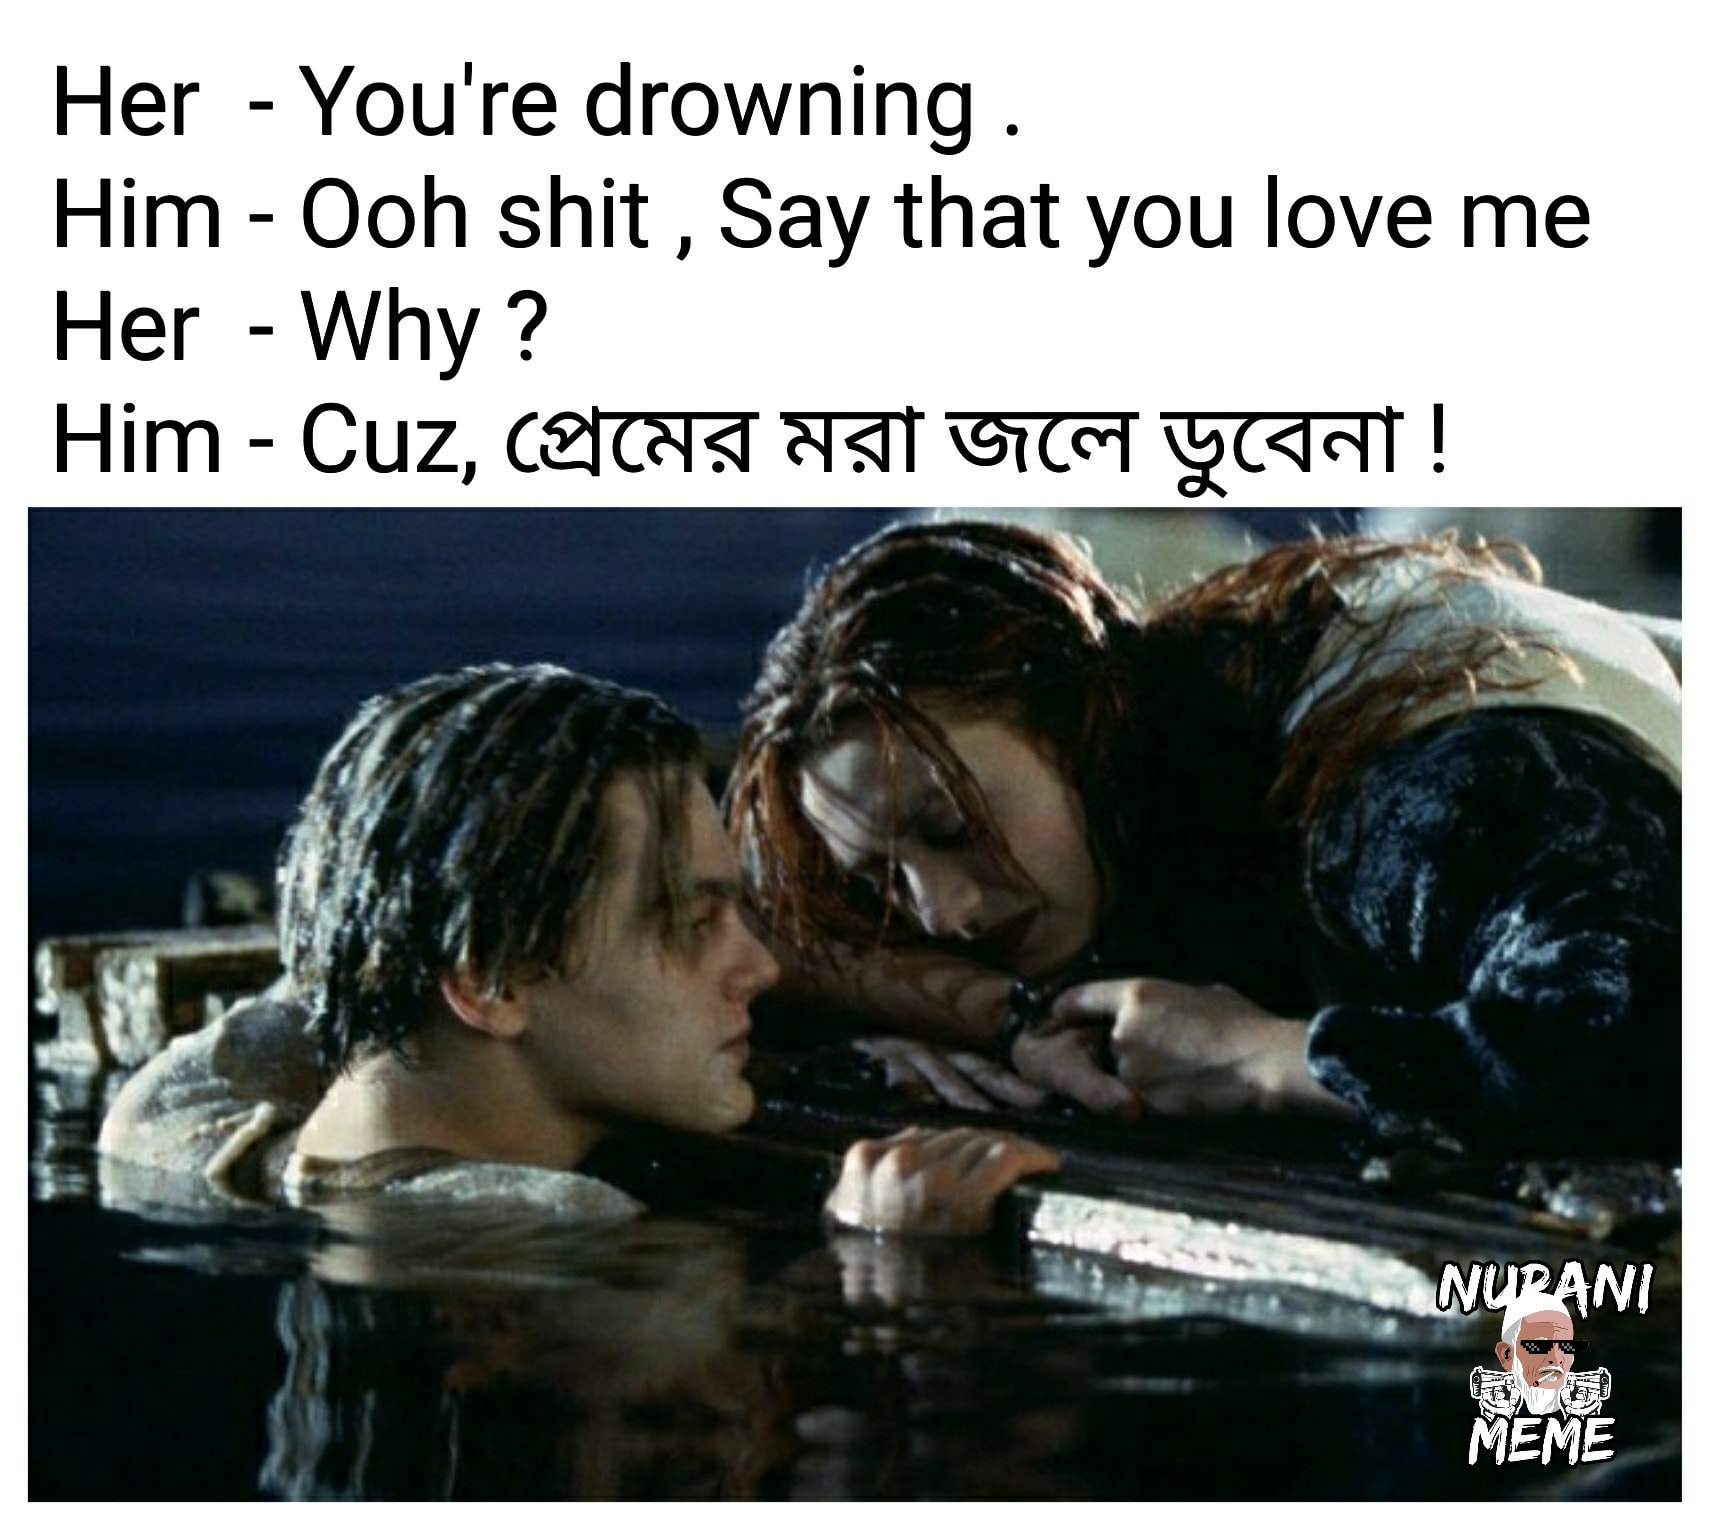 Her - You're drowning .
Him - Ooh shit , Say that you love me
Her - Why ?
Him - Cuz, প্রেমের মরা জলে ডুবেনা !
NURANI
MEME